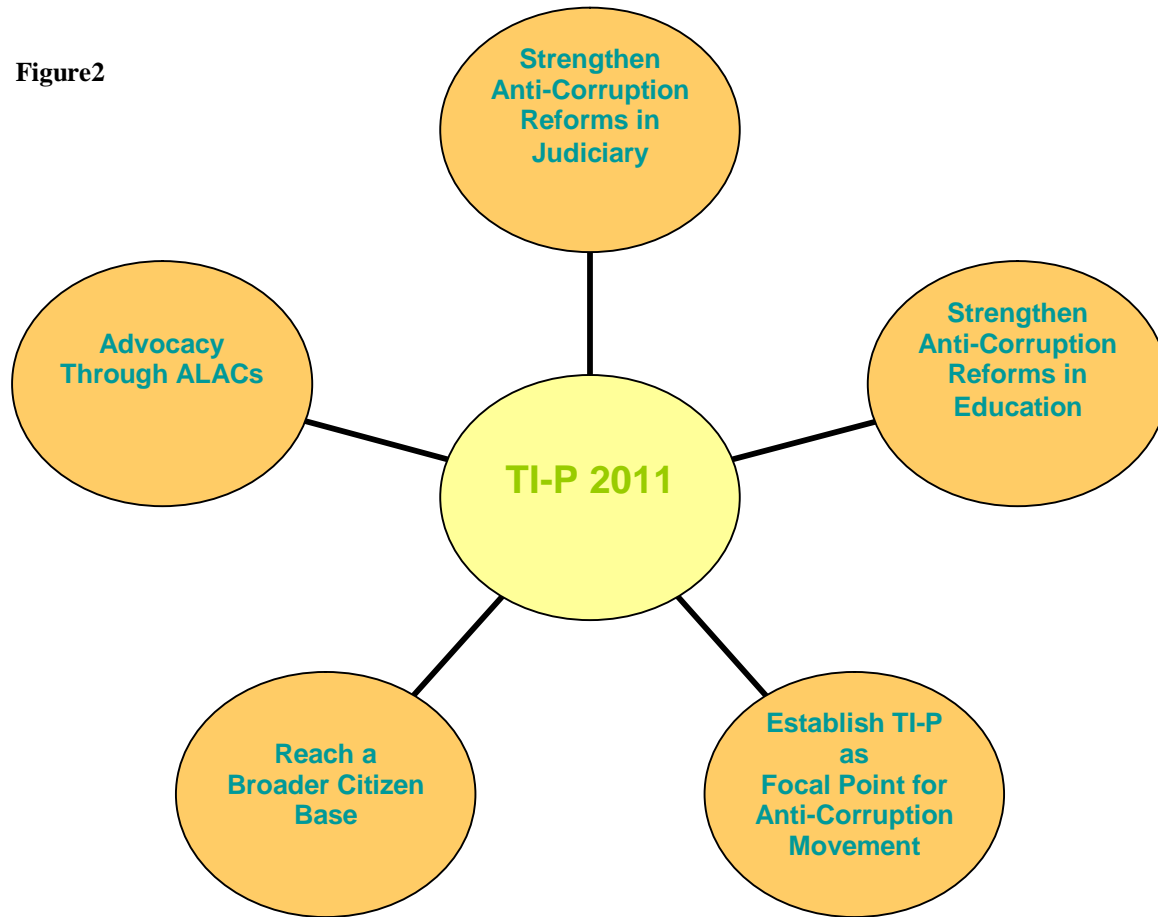 Figure2
Strengthen
Anti-Corruption
Reforms in
Judiciary
Strengthen
Anti-Corruption
Reforms in
Education
Advocacy
Through ALACs
TI-P 2011
Reach a
Broader Citizen
Base
Establish TI-P
as
Focal Point for
Anti-Corruption
Movement